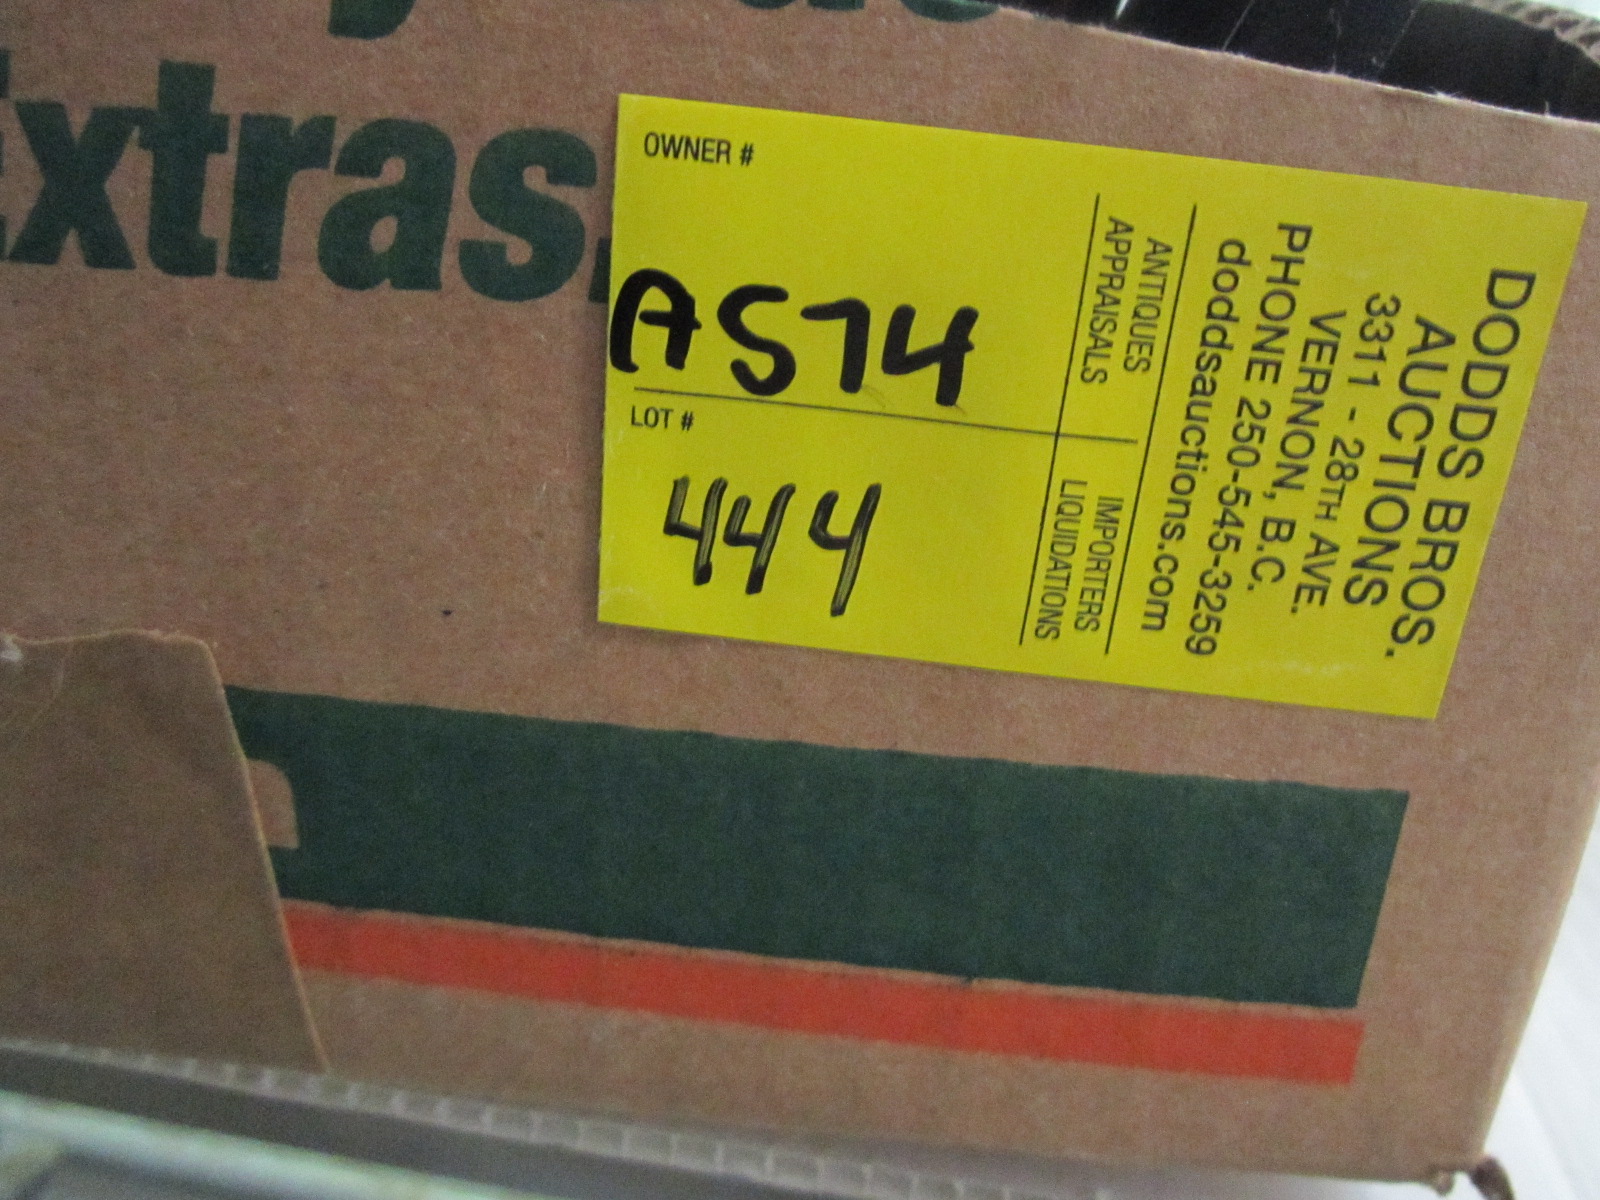 xtras.
OWNER #
A574
LOT #
444
DODDS BROS.
AUCTIONS
3311 - 28TH AVE.
VERNON, B.C.
PHONE 250-545-3259
doddsauctions.com
ANTIQUES
APPRAISALS
IMPORTERS
LIQUIDATIONS